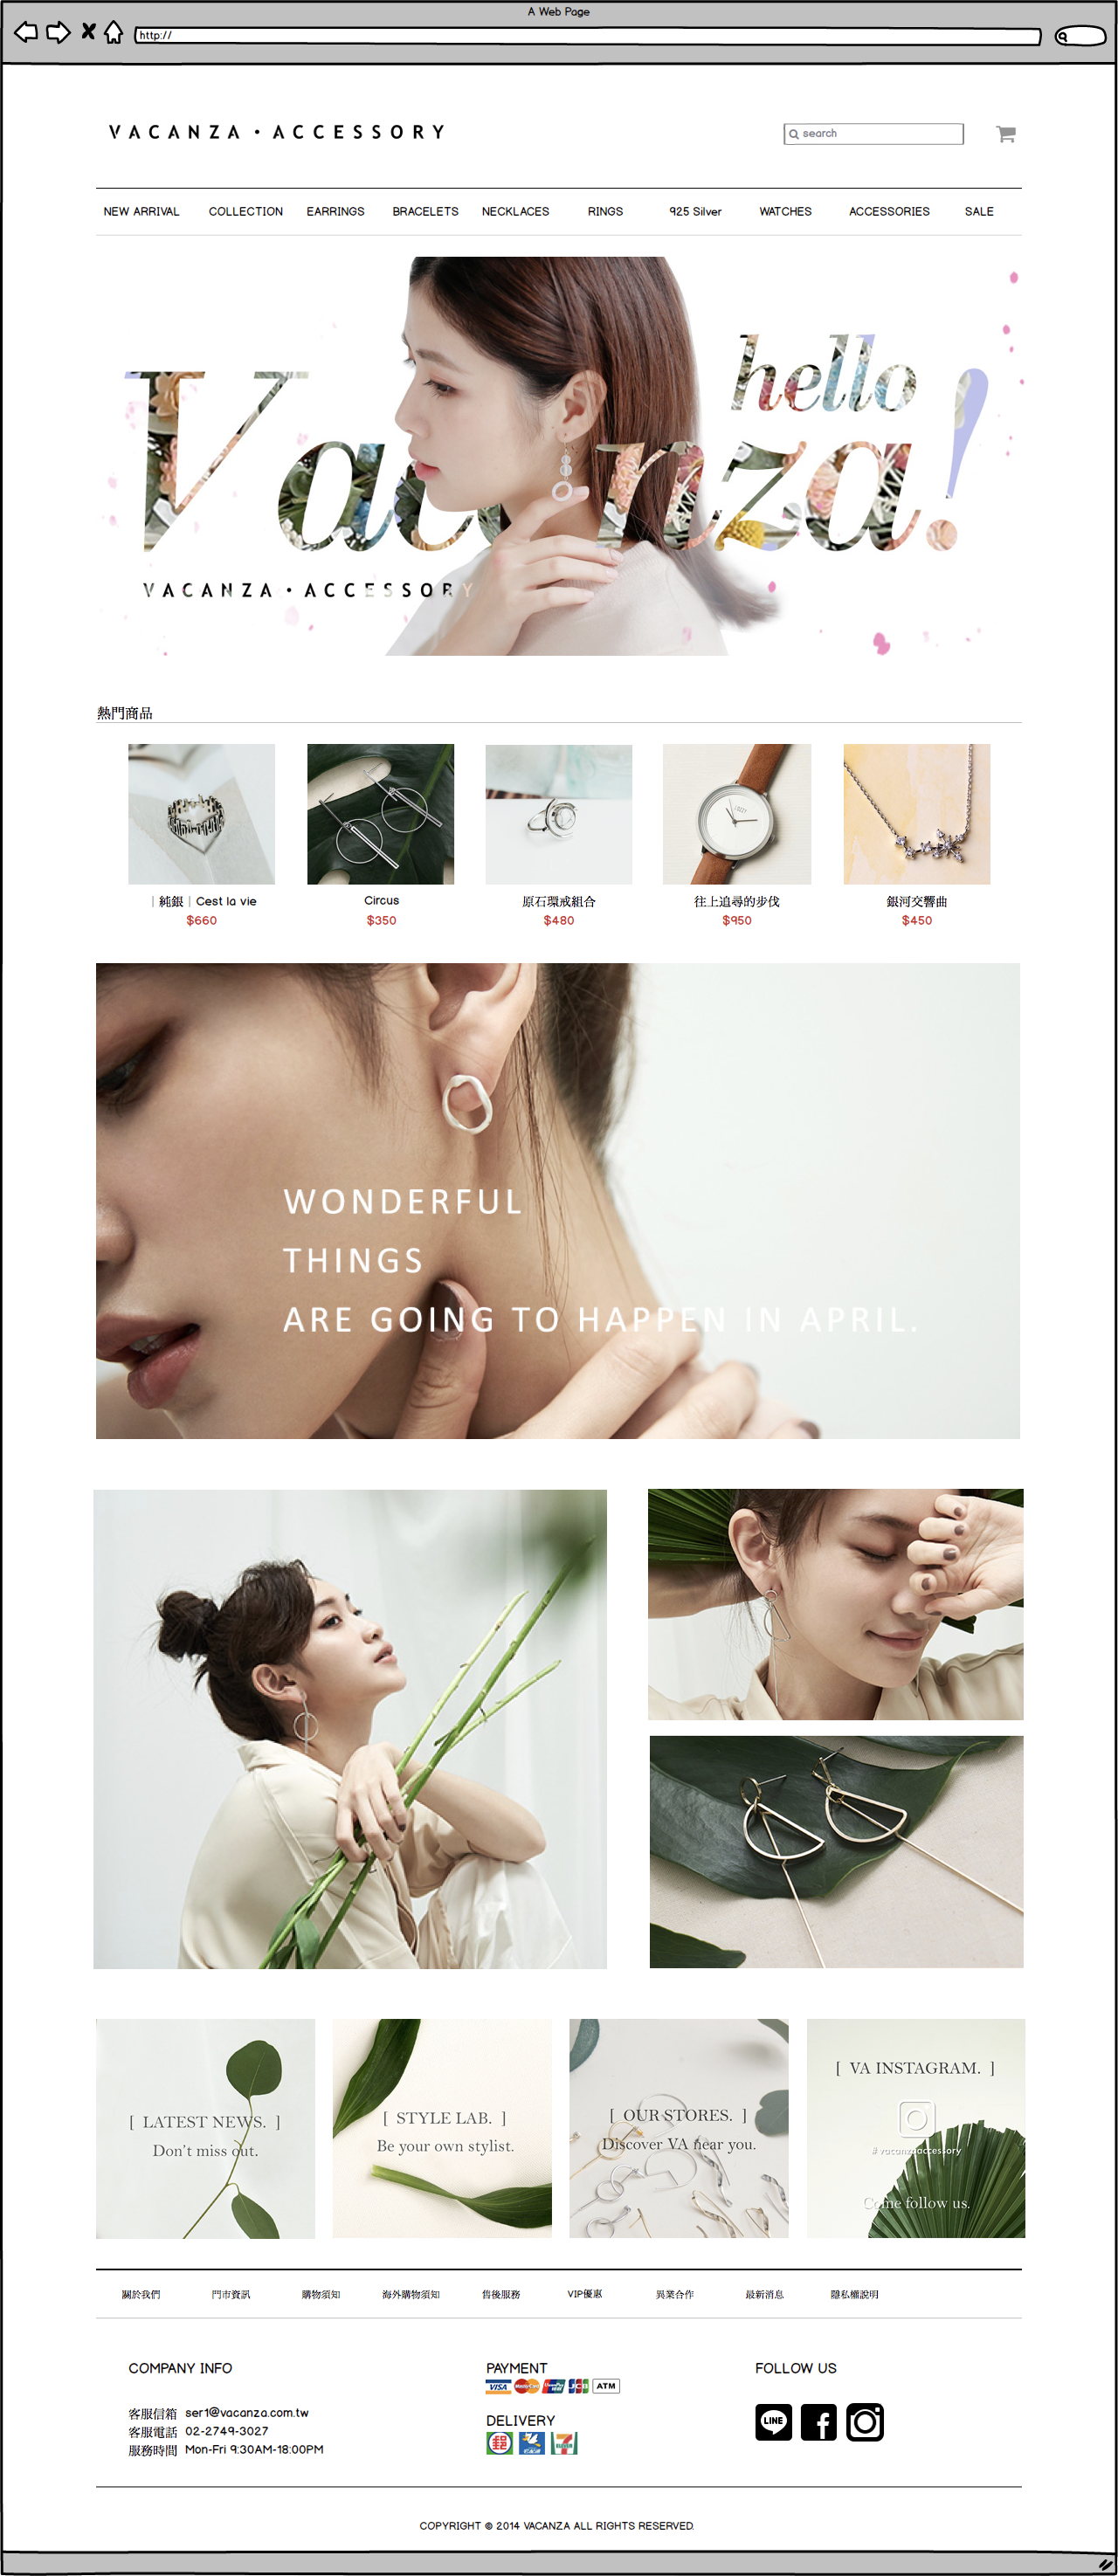 A Web Page
http://
VACANZA・ACCESSORY
search
NEW ARRIVAL COLLECTION EARRINGS BRACELETS NECKLACES RINGS 925 Silver WATCHES ACCESSORIES SALE
hello
Vacanza!
VACANZA・ACCESSORY
熱門商品
｜純銀｜Cest la vie
$660
Circus
$350
原石環戒組合
$480
往上追尋的步伐
$950
銀河交響曲
$450
WONDERFUL
THINGS
ARE GOING TO HAPPEN IN APRIL.
[ LATEST NEWS. ]
Don't miss out.
[ STYLE LAB. ]
Be your own stylist.
[ OUR STORES. ]
Discover VA near you.
[ VA INSTAGRAM. ]
# vacanzaaccessory
Come follow us.
關於我們 門市資訊 購物須知 海外購物須知 售後服務 VIP優惠 異業合作 最新消息 隱私權說明
COMPANY INFO
客服信箱 ser1@vacanza.com.tw
客服電話 02-2749-3027
服務時間 Mon-Fri 9:30AM-18:00PM
PAYMENT
VISA MasterCard UnionPay JCB ATM
DELIVERY
郵 7-ELEVEN
FOLLOW US
LINE
COPYRIGHT © 2014 VACANZA ALL RIGHTS RESERVED.